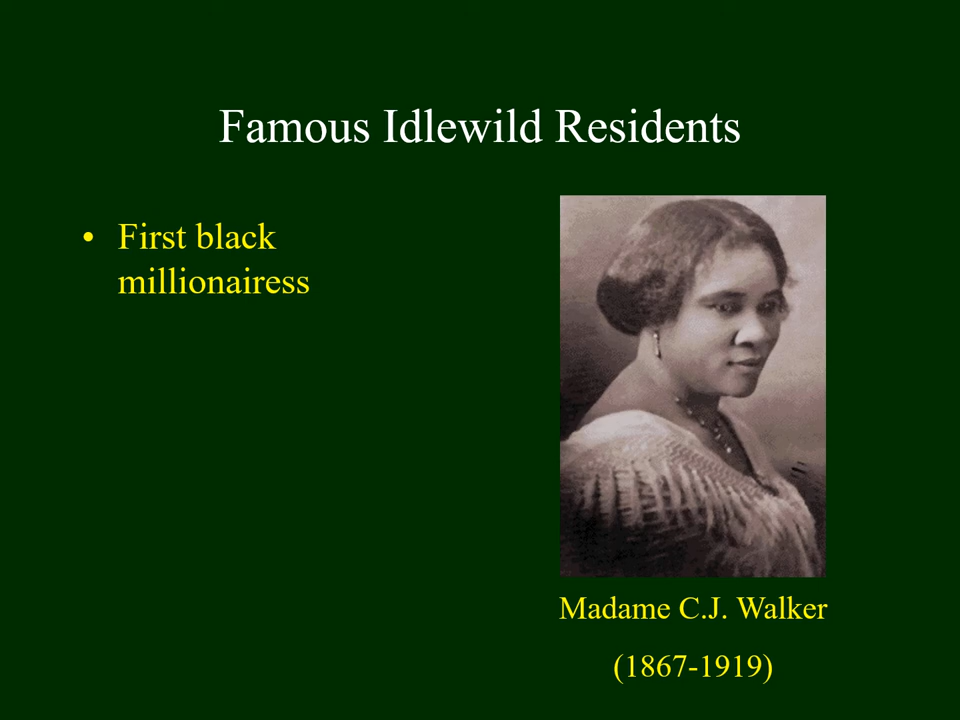 Famous Idlewild Residents
• First black
millionairess
Madame C.J. Walker
(1867-1919)